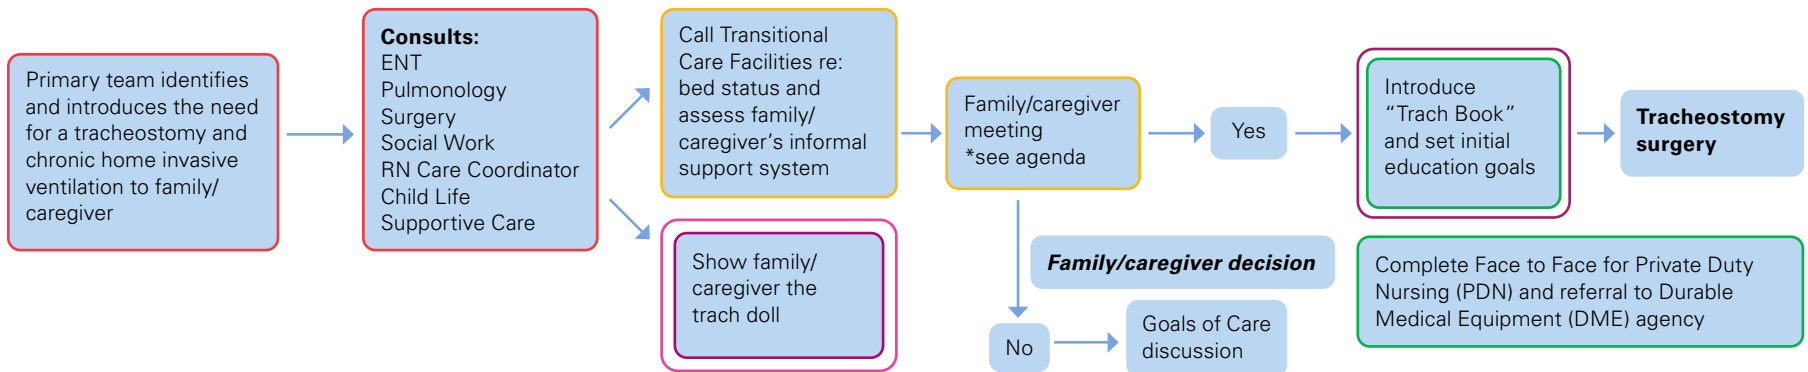 Primary team identifies
and introduces the need
for a tracheostomy and
chronic home invasive
ventilation to family/
caregiver
Consults:
ENT
Pulmonology
Surgery
Social Work
RN Care Coordinator
Child Life
Supportive Care
Call Transitional
Care Facilities re:
bed status and
assess family/
caregiver’s informal
support system
Show family/
caregiver the
trach doll
Family/caregiver
meeting
*see agenda
Family/caregiver decision
Yes
No
Goals of Care
discussion
Introduce
“Trach Book”
and set initial
education goals
Tracheostomy
surgery
Complete Face to Face for Private Duty
Nursing (PDN) and referral to Durable
Medical Equipment (DME) agency